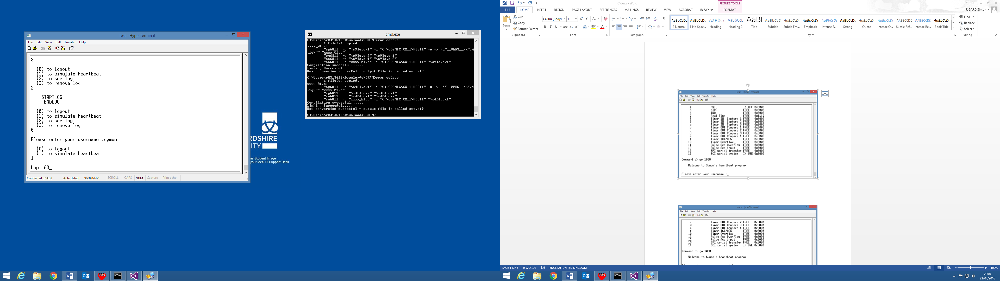 test - HyperTerminal
File Edit View Call Transfer Help
3
(0) to logout
(1) to simulate heartbeat
(2) to see log
(3) to remove log
2
----STARTLOG----
-----ENDLOG-----
(0) to logout
(1) to simulate heartbeat
(2) to see log
(3) to remove log
0
Please enter your username :symon
(0) to logout
(1) to simulate heartbeat
1
bmp: 60_
Connected 3:14:33 Auto detect 9600 8-N-1 SCROLL CAPS NUM Capture Print echo
RDSHIRE
ITY
es Student Image
your local IT Support Desk
cmd.exe
C:\Users\r031361f\Downloads\CRAM>cram code.c
1 file(s) copied.
xxxx_01.c:
"cp6811" -o "\s9lo.cx1" -i "C:\COSMIC\CX11\H6811" -u -x -d"__VERS__=\"V4
.1q\"" "xxxx_01.c"
"cg6811" -o "\s9lo.cx2" "\s9lo.cx1"
"co6811" -o "\s9lo.cx1" "\s9lo.cx2"
"ca6811" -o "xxxx_01.o" -i "C:\COSMIC\CX11\H6811" "\s9lo.cx1"
Compilation succesful......
Linking Succesful.....
Hex conversion succesful - output file is called out.s19
C:\Users\r031361f\Downloads\CRAM>cram code.c
1 file(s) copied.
xxxx_01.c:
"cp6811" -o "\s4f4.cx1" -i "C:\COSMIC\CX11\H6811" -u -x -d"__VERS__=\"V4
.1q\"" "xxxx_01.c"
"cg6811" -o "\s4f4.cx2" "\s4f4.cx1"
"co6811" -o "\s4f4.cx1" "\s4f4.cx2"
"ca6811" -o "xxxx_01.o" -i "C:\COSMIC\CX11\H6811" "\s4f4.cx1"
Compilation succesful......
Linking Succesful.....
Hex conversion succesful - output file is called out.s19
C:\Users\r031361f\Downloads\CRAM>
C.docx - Word
PICTURE TOOLS
FILE HOME INSERT DESIGN PAGE LAYOUT REFERENCES MAILINGS REVIEW VIEW ACROBAT RefWorks FORMAT
RIGARD Simon
Paste
Cut
Copy
Format Painter
Clipboard
Calibri (Body) 11
Font
Paragraph
AaBbCcDc AaBbCcDc AaBbCc AaBbCcD AaBl AaBbCcD AaBbCcDc AaBbCcDc AaBbCcDc AaBbCcDc AaBbCcDc AaBbCcDc AABBCCDE AABBCCDE AaBbCcDc
¶ Normal ¶ No Spac... Heading 1 Heading 2 Title Subtitle Subtle Em... Emphasis Intense E... Strong Quote Intense Q... Subtle Ref... Intense Re... Book Title
Styles
Find
Replace
Select
Editing
test - HyperTerminal
File Edit View Call Transfer Help
4 SWI IN USE 0x8000
5 XIRQ FREE 0x8000
6 IRQ FREE 0x8000
7 Real Time FREE 0x1414
8 Timer IN Capture 1 FREE 0x8000
9 Timer IN Capture 2 FREE 0x8000
a Timer IN Capture 3 FREE 0x8000
b Timer OUT Compare 1 FREE 0x8000
c Timer OUT Compare 2 FREE 0x8000
d Timer OUT Compare 3 FREE 0x8000
e Timer OUT Compare 4 FREE 0x8000
f Timer IC4/OC5 FREE 0x8000
10 Timer Overflow FREE 0x8000
11 Pulse Acc Overflow FREE 0x8000
12 Pulse Acc input FREE 0x8000
13 SPI serial transfer FREE 0x8000
14 SCI serial system IN USE 0x8000
Command :> go 1000
Welcome to Symon's heartbeat program
Please enter your username :_
test - HyperTerminal
File Edit View Call Transfer Help
c Timer OUT Compare 2 FREE 0x8000
d Timer OUT Compare 3 FREE 0x8000
e Timer OUT Compare 4 FREE 0x8000
f Timer IC4/OC5 FREE 0x8000
10 Timer Overflow FREE 0x8000
11 Pulse Acc Overflow FREE 0x8000
12 Pulse Acc input FREE 0x8000
13 SPI serial transfer FREE 0x8000
14 SCI serial system IN USE 0x8000
Command :> go 1000
Welcome to Symon's heartbeat program
PAGE 1 OF 3 0 WORDS ENGLISH (UNITED KINGDOM) 100%
20:04
21/04/2016